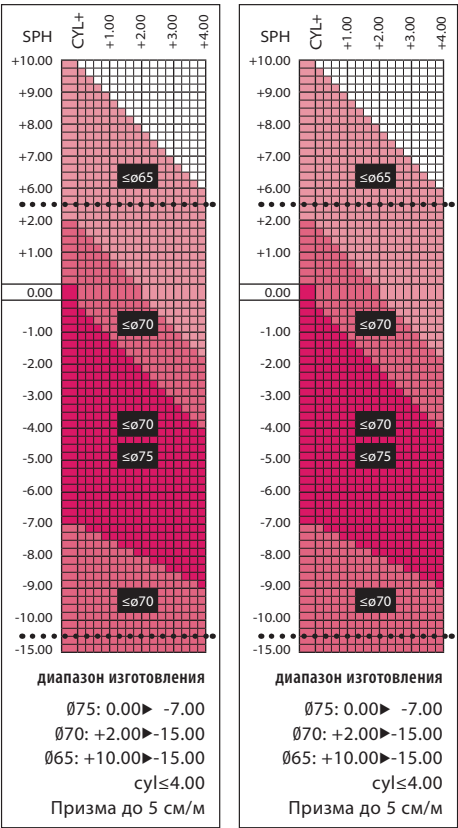 SPH CYL+ +1.00 +2.00 +3.00 +4.00
+10.00
+9.00
+8.00
+7.00
≤ø65
+6.00
+2.00
+1.00
0.00
≤ø70
-1.00
-2.00
-3.00
≤ø70
-4.00
≤ø75
-5.00
-6.00
-7.00
-8.00
-9.00
≤ø70
-10.00
-15.00
диапазон изготовления
Ø75: 0.00▶ -7.00
Ø70: +2.00▶-15.00
Ø65: +10.00▶-15.00
cyl≤4.00
Призма до 5 см/м
SPH CYL+ +1.00 +2.00 +3.00 +4.00
+10.00
+9.00
+8.00
+7.00
≤ø65
+6.00
+2.00
+1.00
0.00
≤ø70
-1.00
-2.00
-3.00
≤ø70
-4.00
≤ø75
-5.00
-6.00
-7.00
-8.00
-9.00
≤ø70
-10.00
-15.00
диапазон изготовления
Ø75: 0.00▶ -7.00
Ø70: +2.00▶-15.00
Ø65: +10.00▶-15.00
cyl≤4.00
Призма до 5 см/м